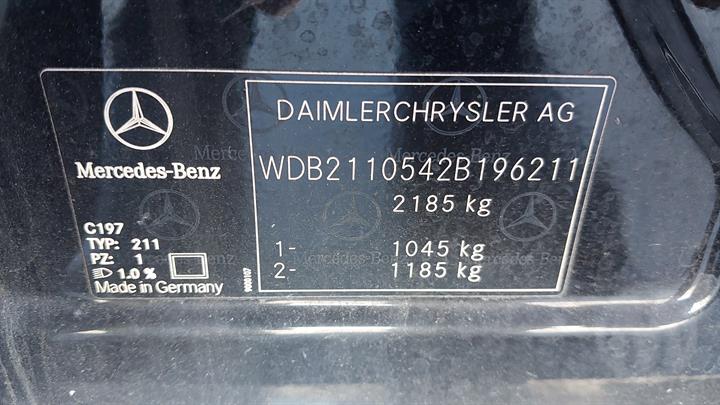 Mercedes-Benz
C197
TYP: 211
PZ: 1
1.0 %
Made in Germany
DAIMLERCHRYSLER AG
WDB2110542B196211
2185 kg
1- 1045 kg
2- 1185 kg